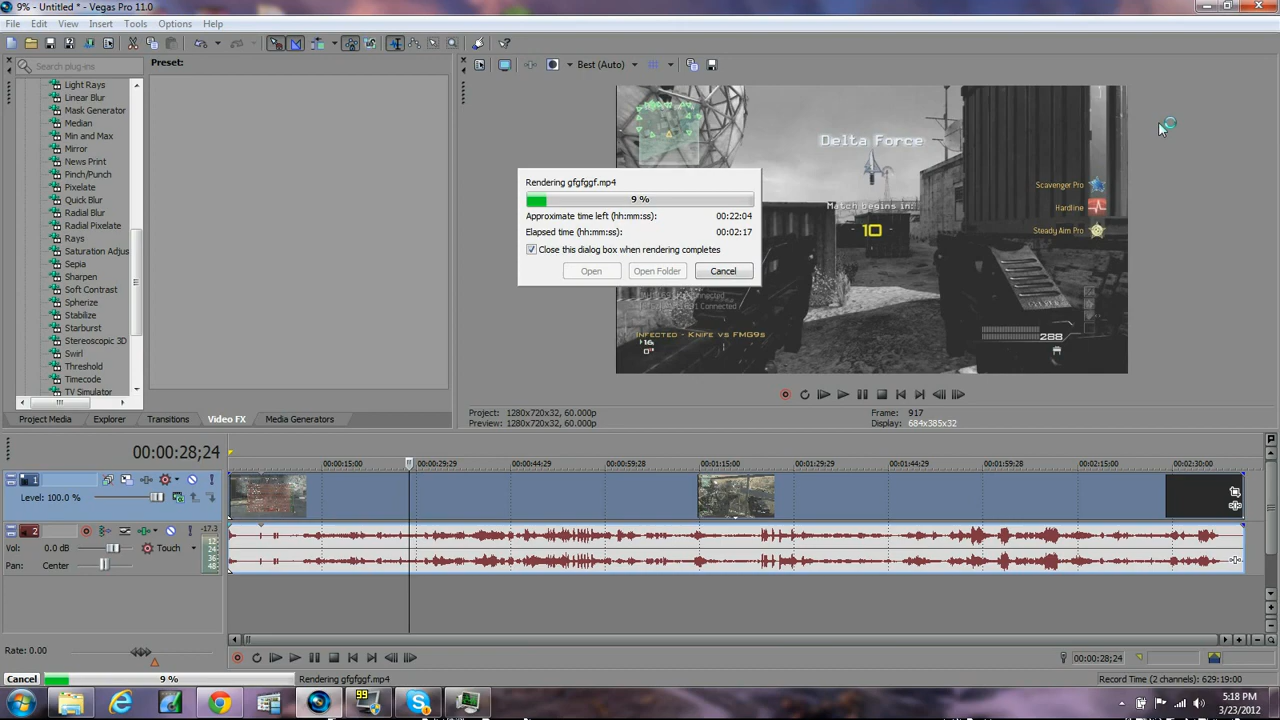 9% - Untitled * - Vegas Pro 11.0
File Edit View Insert Tools Options Help
Search plug-ins
Preset:
Best (Auto)
Light Rays
Linear Blur
Mask Generator
Median
Min and Max
Mirror
News Print
Pinch/Punch
Pixelate
Quick Blur
Radial Blur
Radial Pixelate
Rays
Saturation Adjus
Sepia
Sharpen
Soft Contrast
Spherize
Stabilize
Starburst
Stereoscopic 3D
Swirl
Threshold
Timecode
TV Simulator
Delta Force
Match begins in:
10
Scavenger Pro
Hardline
Steady Aim Pro
Connected
Connected
Infected - Knife vs FMG9s
288
Rendering gfgfggf.mp4
9 %
Approximate time left (hh:mm:ss): 00:22:04
Elapsed time (hh:mm:ss): 00:02:17
Close this dialog box when rendering completes
Open Open Folder Cancel
Project Media Explorer Transitions Video FX Media Generators
Project: 1280x720x32, 60.000p Frame: 917
Preview: 1280x720x32, 60.000p Display: 684x385x32
00:00:28;24
00:00:15:00 00:00:29:29 00:00:44:29 00:00:59:28 00:01:15:00 00:01:29:29 00:01:44:29 00:01:59:28 00:02:15:00 00:02:30:00
1
Level: 100.0 %
2
-17.3
Vol: 0.0 dB Touch
Pan: Center
12
24
36
48
Rate: 0.00
00:00:28;24
Cancel 9 % Rendering gfgfggf.mp4 Record Time (2 channels): 629:19:00
99
5:18 PM
3/23/2012